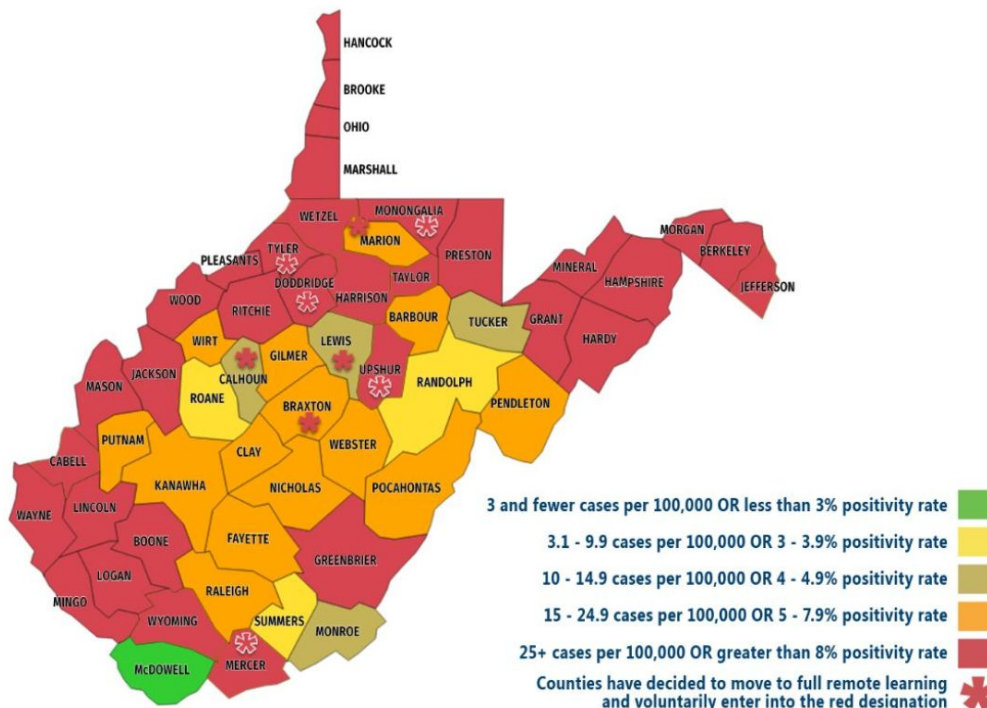 HANCOCK
BROOKE
OHIO
MARSHALL
WETZEL
MONONGALIA
MARION
MORGAN
BERKELEY
TYLER
PRESTON
PLEASANTS
MINERAL
HAMPSHIRE
JEFFERSON
DODDRIDGE
TAYLOR
WOOD
HARRISON
RITCHIE
BARBOUR
TUCKER
GRANT
HARDY
WIRT
LEWIS
GILMER
UPSHUR
JACKSON
CALHOUN
RANDOLPH
MASON
ROANE
BRAXTON
PENDLETON
PUTNAM
WEBSTER
CLAY
CABELL
KANAWHA
NICHOLAS
POCAHONTAS
LINCOLN
WAYNE
FAYETTE
BOONE
GREENBRIER
LOGAN
RALEIGH
MINGO
WYOMING
SUMMERS
MONROE
McDOWELL
MERCER
3 and fewer cases per 100,000 OR less than 3% positivity rate
3.1 - 9.9 cases per 100,000 OR 3 - 3.9% positivity rate
10 - 14.9 cases per 100,000 OR 4 - 4.9% positivity rate
15 - 24.9 cases per 100,000 OR 5 - 7.9% positivity rate
25+ cases per 100,000 OR greater than 8% positivity rate
Counties have decided to move to full remote learning
and voluntarily enter into the red designation